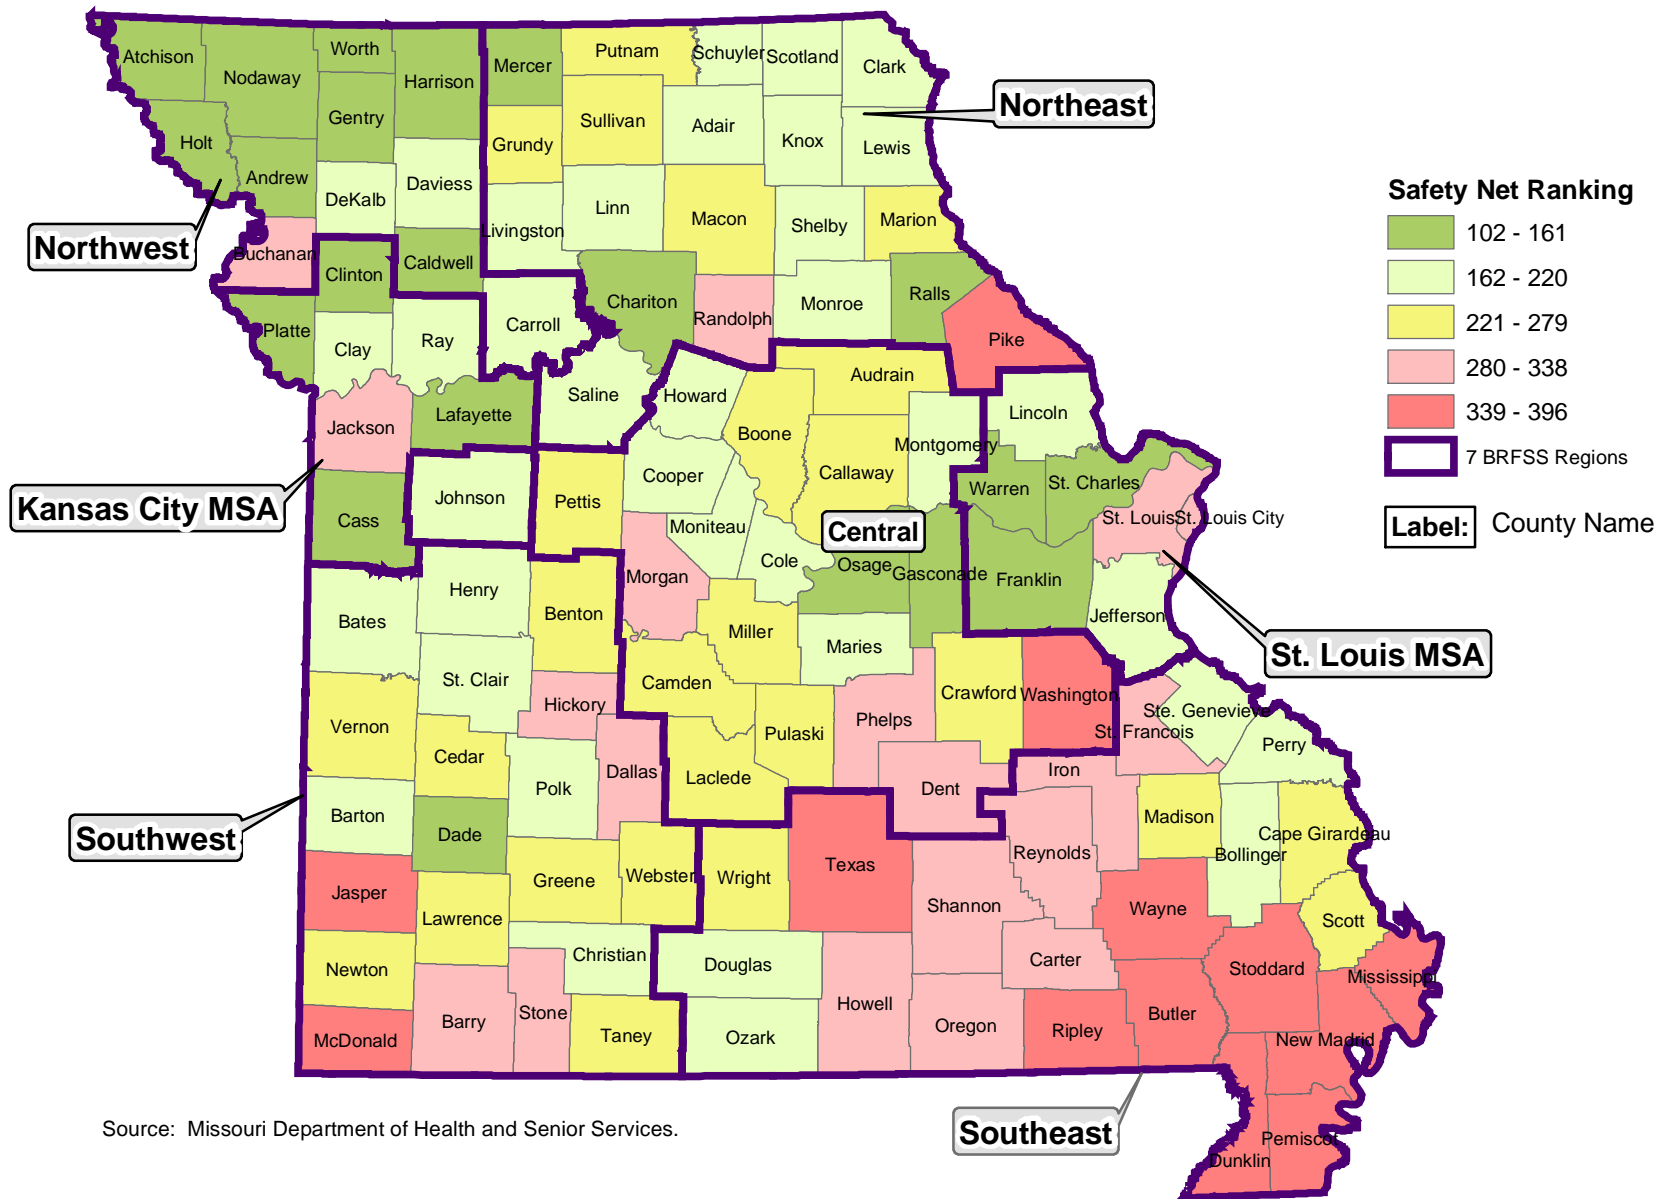 Atchison
Nodaway
Worth
Harrison
Mercer
Putnam
Schuyler
Scotland
Clark
Northeast
Gentry
Holt
Andrew
DeKalb
Daviess
Grundy
Sullivan
Adair
Knox
Lewis
Northwest
Buchanan
Clinton
Caldwell
Livingston
Linn
Macon
Shelby
Marion
Platte
Clay
Ray
Carroll
Chariton
Randolph
Monroe
Ralls
Pike
Safety Net Ranking
102 - 161
162 - 220
221 - 279
280 - 338
339 - 396
7 BRFSS Regions
Label: County Name
Jackson
Lafayette
Saline
Howard
Boone
Audrain
Montgomery
Lincoln
Kansas City MSA
Cass
Johnson
Pettis
Cooper
Moniteau
Callaway
Central
Warren
St. Charles
St. Louis
St. Louis City
Morgan
Cole
Osage
Gasconade
Franklin
Jefferson
St. Louis MSA
Bates
Henry
Benton
Miller
Maries
St. Clair
Hickory
Camden
Pulaski
Phelps
Crawford
Washington
Ste. Genevieve
St. Francois
Perry
Vernon
Cedar
Polk
Dallas
Laclede
Dent
Iron
Southwest
Barton
Dade
Madison
Bollinger
Cape Girardeau
Jasper
Lawrence
Greene
Webster
Wright
Texas
Shannon
Reynolds
Wayne
Scott
Newton
Christian
Douglas
Carter
Stoddard
Mississippi
McDonald
Barry
Stone
Taney
Ozark
Howell
Oregon
Ripley
Butler
New Madrid
Southeast
Pemiscot
Dunklin
Source: Missouri Department of Health and Senior Services.